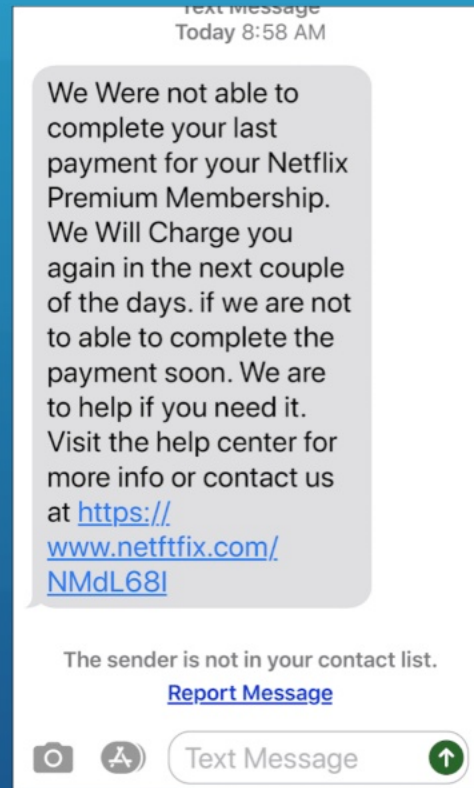 Text Message
Today 8:58 AM
We Were not able to
complete your last
payment for your Netflix
Premium Membership.
We Will Charge you
again in the next couple
of the days. if we are not
to able to complete the
payment soon. We are
to help if you need it.
Visit the help center for
more info or contact us
at https://
www.netftfix.com/
NMdL68I
The sender is not in your contact list.
Report Message
Text Message